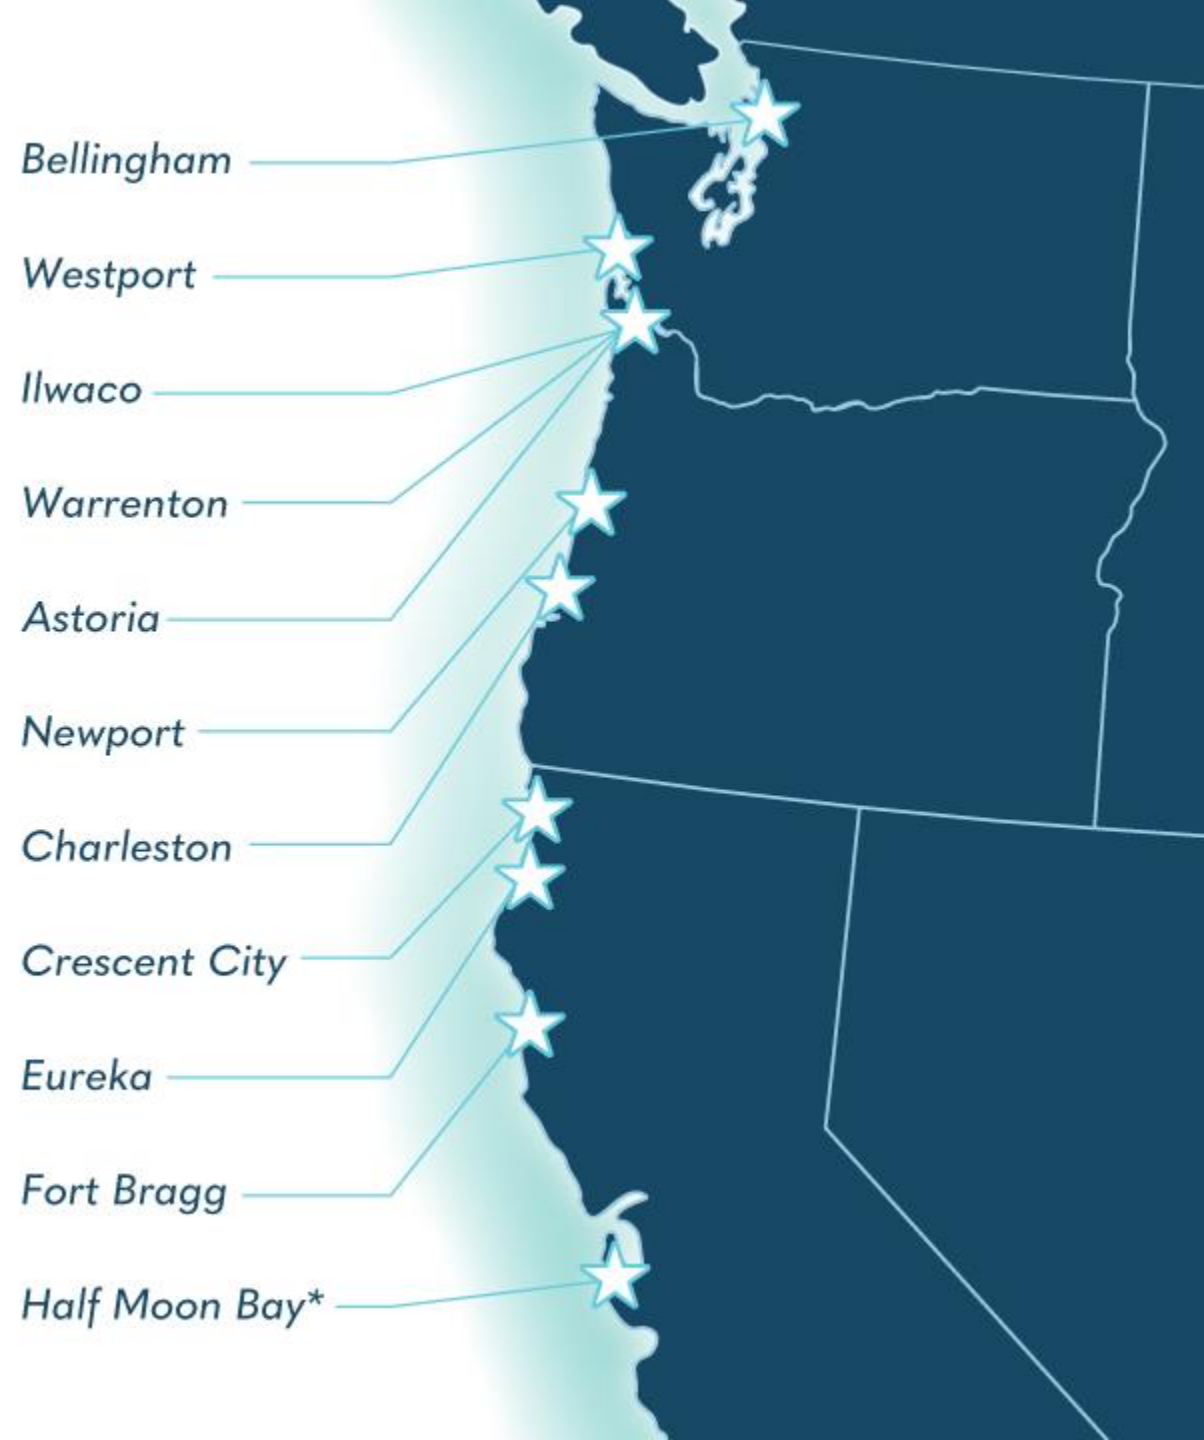 Bellingham
Westport
Ilwaco
Warrenton
Astoria
Newport
Charleston
Crescent City
Eureka
Fort Bragg
Half Moon Bay*